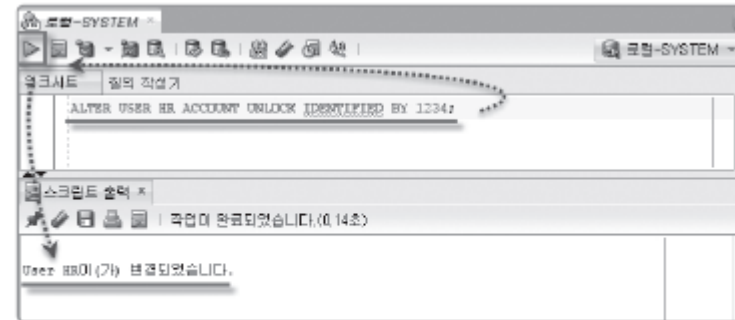 로컬-SYSTEM
로컬-SYSTEM
워크시트 질의 작성기
ALTER USER HR ACCOUNT UNLOCK IDENTIFIED BY 1234;
스크립트 출력 ×
작업이 완료되었습니다.(0.14초)
User HR이(가) 변경되었습니다.